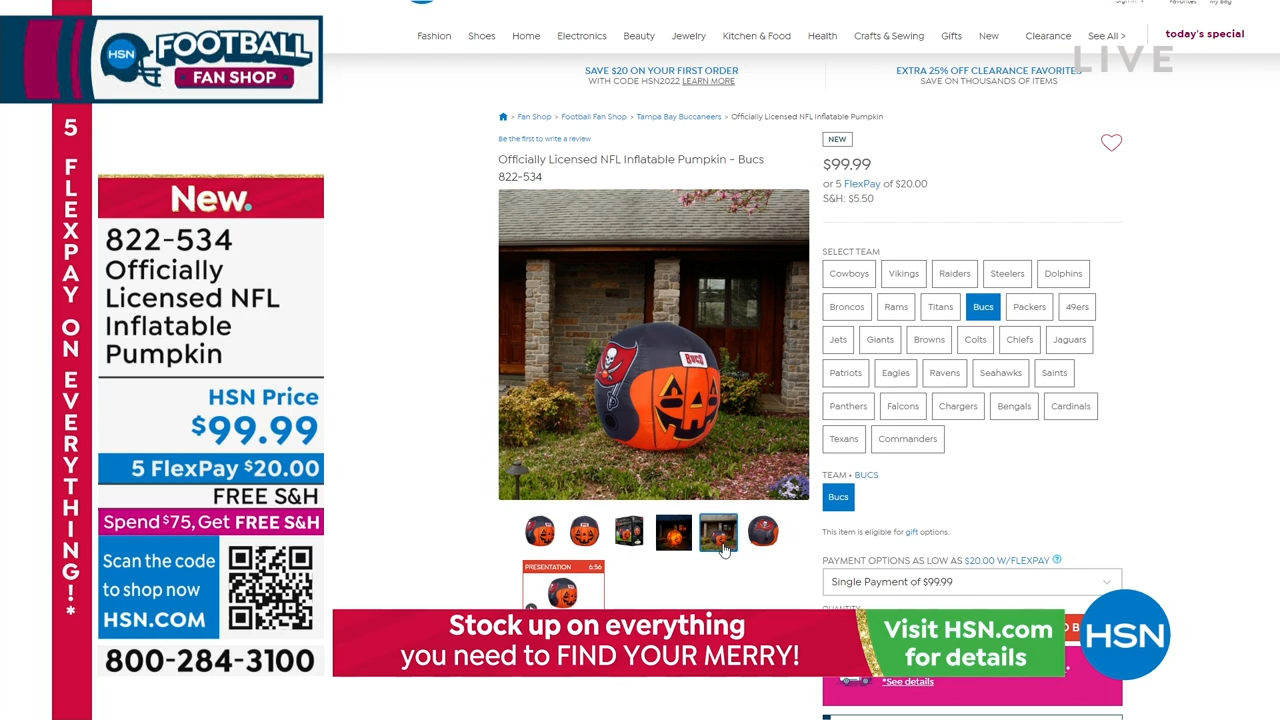 HSN
FOOTBALL
FAN SHOP
5 FLEXPAY ON EVERYTHING!*
New.
822-534
Officially
Licensed NFL
Inflatable
Pumpkin
HSN Price
$99.99
5 FlexPay $20.00
FREE S&H
Spend $75, Get FREE S&H
Scan the code
to shop now
HSN.COM
800-284-3100
Fashion Shoes Home Electronics Beauty Jewelry Kitchen & Food Health Crafts & Sewing Gifts New Clearance See All > today's special
LIVE
SAVE $20 ON YOUR FIRST ORDER
WITH CODE HSN2022 LEARN MORE
EXTRA 25% OFF CLEARANCE FAVORITES
SAVE ON THOUSANDS OF ITEMS
> Fan Shop > Football Fan Shop > Tampa Bay Buccaneers > Officially Licensed NFL Inflatable Pumpkin
Be the first to write a review
Officially Licensed NFL Inflatable Pumpkin - Bucs
822-534
BUCS
PRESENTATION 6:56
NEW
$99.99
or 5 FlexPay of $20.00
S&H: $5.50
SELECT TEAM
Cowboys Vikings Raiders Steelers Dolphins
Broncos Rams Titans Bucs Packers 49ers
Jets Giants Browns Colts Chiefs Jaguars
Patriots Eagles Ravens Seahawks Saints
Panthers Falcons Chargers Bengals Cardinals
Texans Commanders
TEAM • BUCS
Bucs
This item is eligible for gift options.
PAYMENT OPTIONS AS LOW AS $20.00 W/FLEXPAY
Single Payment of $99.99
Stock up on everything
you need to FIND YOUR MERRY!
Visit HSN.com
for details
HSN
*See details